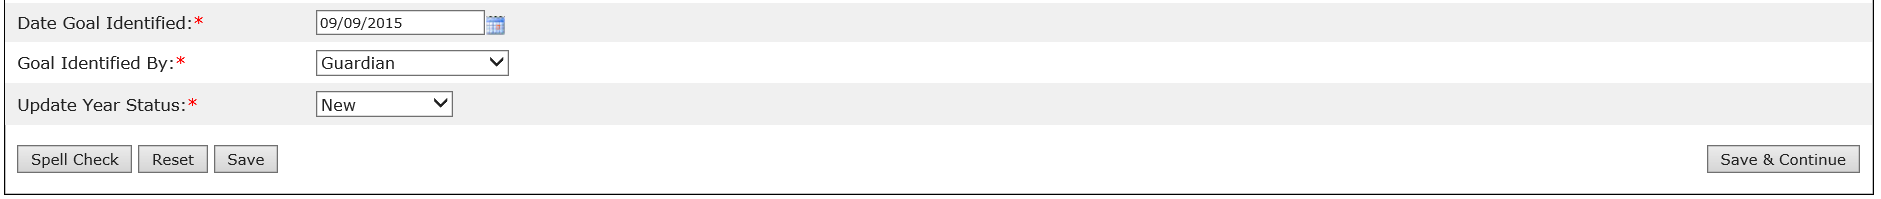 Date Goal Identified:* 09/09/2015
Goal Identified By:* Guardian
Update Year Status:* New
Spell Check Reset Save Save & Continue